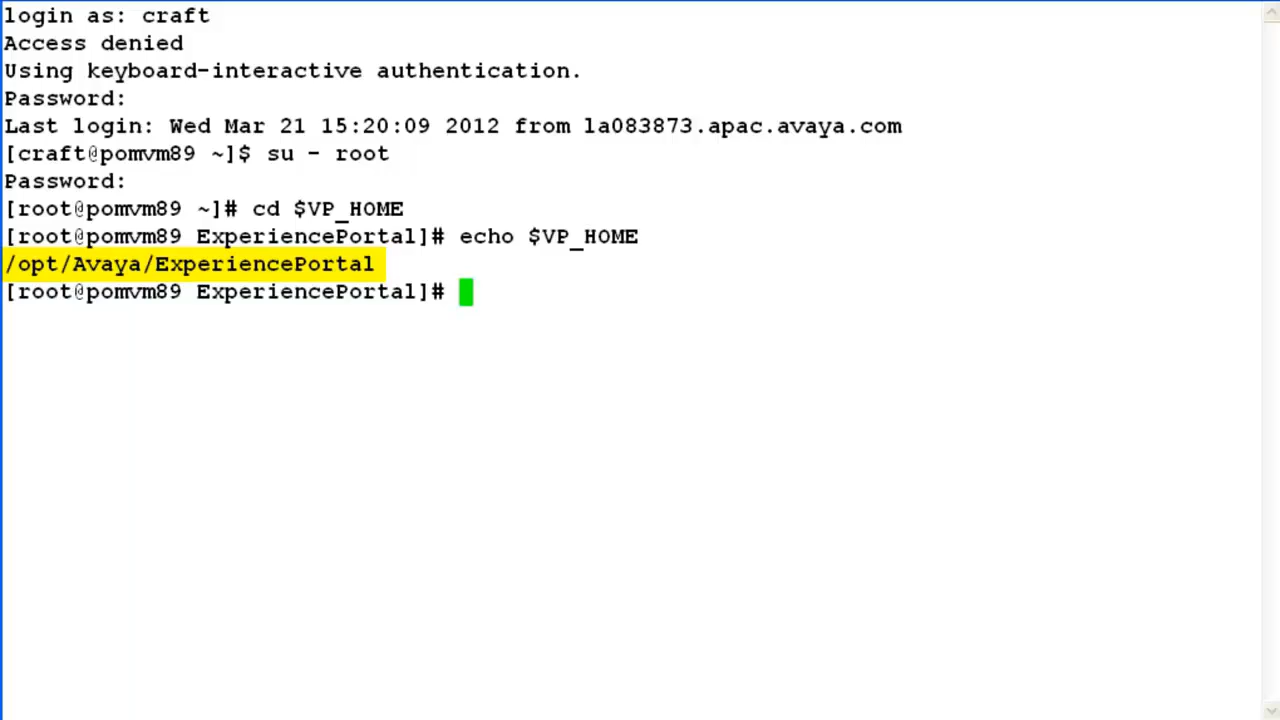 login as: craft
Access denied
Using keyboard-interactive authentication.
Password:
Last login: Wed Mar 21 15:20:09 2012 from la083873.apac.avaya.com
[craft@pomvm89 ~]$ su - root
Password:
[root@pomvm89 ~]# cd $VP_HOME
[root@pomvm89 ExperiencePortal]# echo $VP_HOME
/opt/Avaya/ExperiencePortal
[root@pomvm89 ExperiencePortal]#